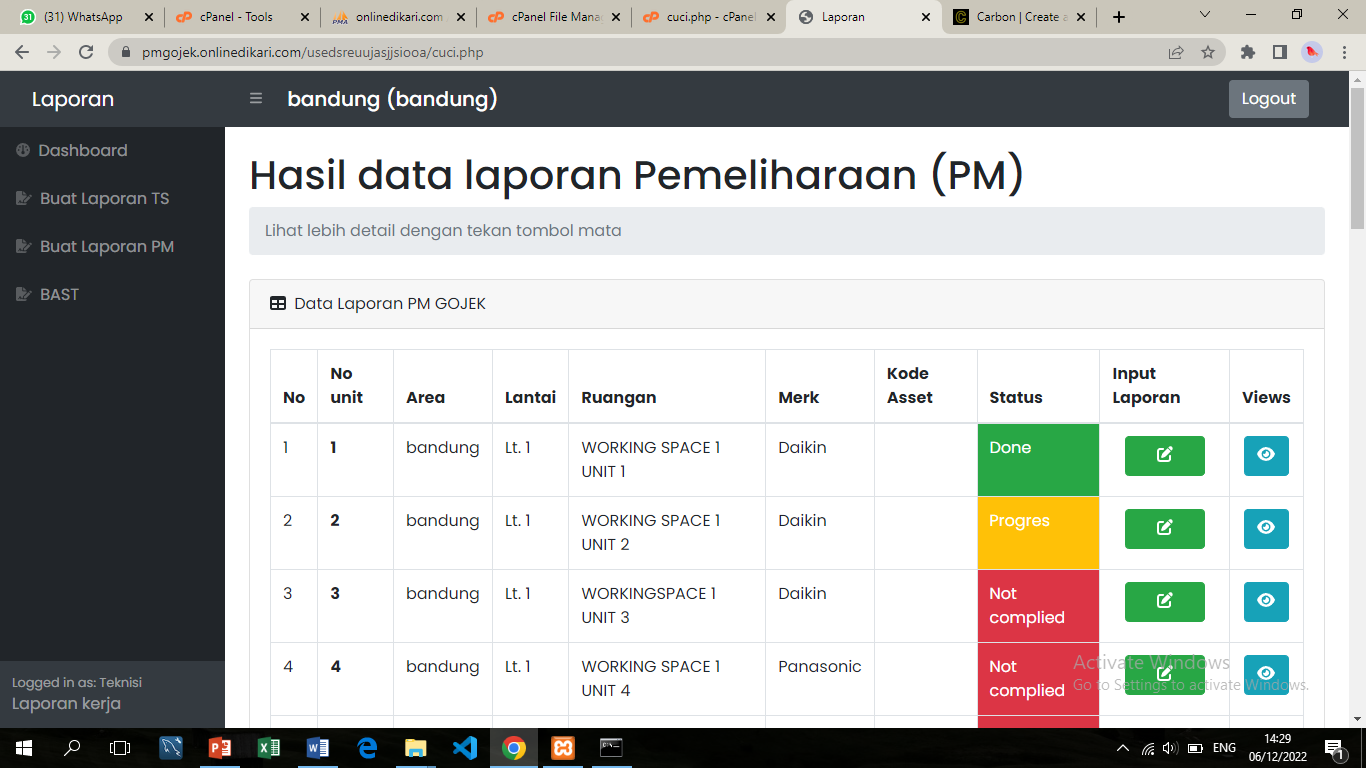 (31) WhatsApp
cPanel - Tools
onlinedikari.com
cPanel File Mana
cuci.php - cPanel
Laporan
Carbon | Create a
pmgojek.onlinedikari.com/usedsreuujasjjsiooa/cuci.php
Laporan
bandung (bandung)
Logout
Dashboard
Buat Laporan TS
Buat Laporan PM
BAST
Hasil data laporan Pemeliharaan (PM)
Lihat lebih detail dengan tekan tombol mata
Data Laporan PM GOJEK
No
No unit
Area
Lantai
Ruangan
Merk
Kode Asset
Status
Input Laporan
Views
1 1 bandung Lt. 1 WORKING SPACE 1 Daikin Done
UNIT 1
2 2 bandung Lt. 1 WORKING SPACE 1 Daikin Progres
UNIT 2
3 3 bandung Lt. 1 WORKINGSPACE 1 Daikin Not
UNIT 3 complied
4 4 bandung Lt. 1 WORKING SPACE 1 Panasonic Not
UNIT 4 complied
Activate Windows
Go to Settings to activate Windows.
Logged in as: Teknisi
Laporan kerja
ENG
14:29
06/12/2022
1